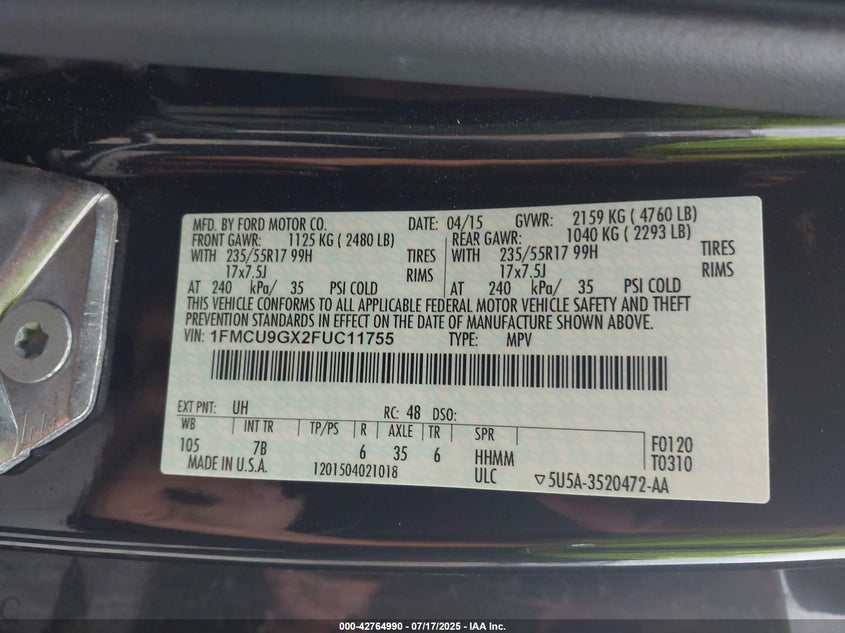 MFD. BY FORD MOTOR CO. DATE: 04/15 GVWR: 2159 KG ( 4760 LB)
FRONT GAWR: 1125 KG ( 2480 LB) REAR GAWR: 1040 KG ( 2293 LB)
WITH 235/55R17 99H TIRES WITH 235/55R17 99H TIRES
17x7.5J RIMS 17x7.5J RIMS
AT 240 kPa/ 35 PSI COLD AT 240 kPa/ 35 PSI COLD
THIS VEHICLE CONFORMS TO ALL APPLICABLE FEDERAL MOTOR VEHICLE SAFETY AND THEFT
PREVENTION STANDARDS IN EFFECT ON THE DATE OF MANUFACTURE SHOWN ABOVE.
VIN: 1FMCU9GX2FUC11755 TYPE: MPV
EXT PNT: UH RC: 48 DSO:
WB INT TR TP/PS R AXLE TR SPR
105 7B 6 35 6 HHMM F0120
MADE IN U.S.A. 1201504021018 ULC T0310
▽5U5A-3520472-AA
000-42764990 - 07/17/2025 - IAA Inc.